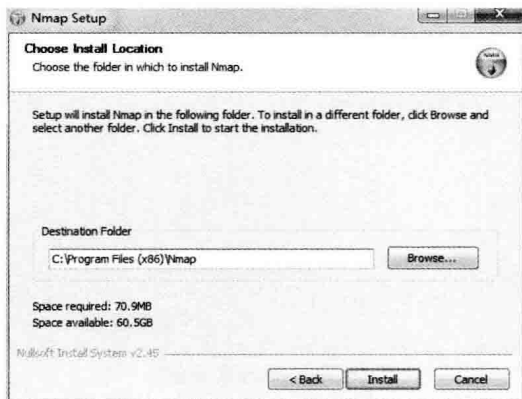 Nmap Setup
Choose Install Location
Choose the folder in which to install Nmap.
Setup will install Nmap in the following folder. To install in a different folder, click Browse and
select another folder. Click Install to start the installation.
Destination Folder
C:\Program Files (x86)\Nmap
Browse...
Space required: 70.9MB
Space available: 60.5GB
Nullsoft Install System v2.45
< Back Install Cancel